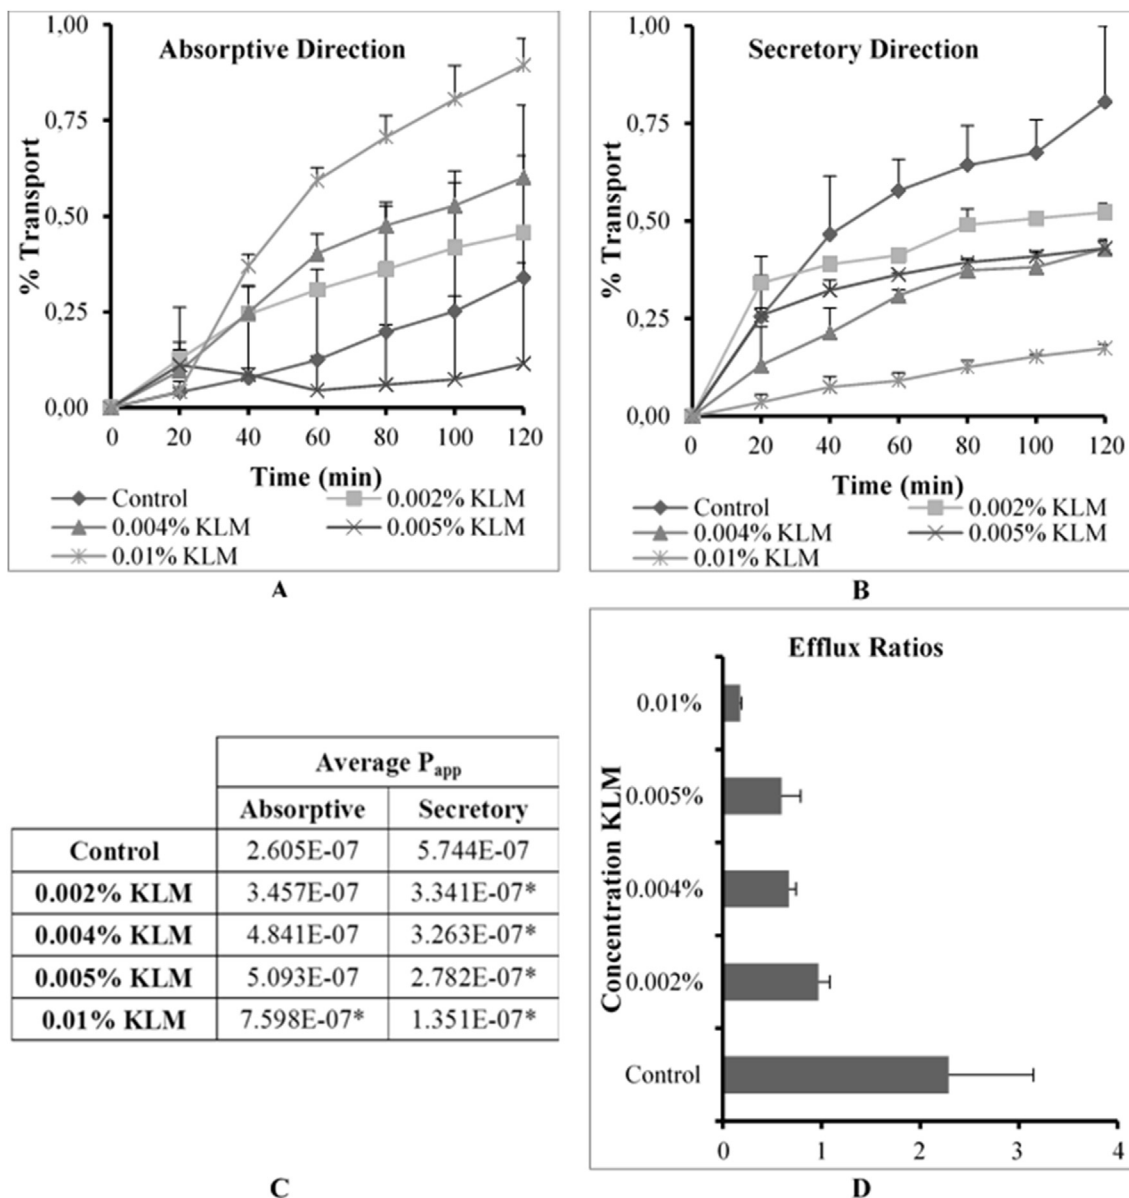 Absorptive Direction
1,00
0,75
0,50
0,25
0,00
% Transport
0 20 40 60 80 100 120
Time (min)
Control 0.002% KLM
0.004% KLM 0.005% KLM
0.01% KLM
A
Secretory Direction
1,00
0,75
0,50
0,25
0,00
% Transport
0 20 40 60 80 100 120
Time (min)
Control 0.002% KLM
0.004% KLM 0.005% KLM
0.01% KLM
B
Average Papp
Absorptive Secretory
Control 2.605E-07 5.744E-07
0.002% KLM 3.457E-07 3.341E-07*
0.004% KLM 4.841E-07 3.263E-07*
0.005% KLM 5.093E-07 2.782E-07*
0.01% KLM 7.598E-07* 1.351E-07*
C
Efflux Ratios
Concentration KLM
0.01%
0.005%
0.004%
0.002%
Control
0 1 2 3 4
D